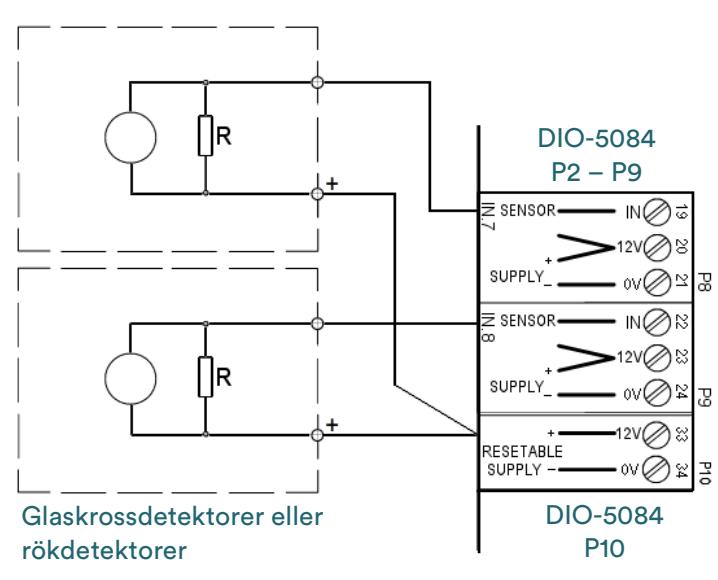 DIO-5084
P2 – P9
R
+
IN.7
SENSOR
IN
19
+
12V
20
SUPPLY
–
0V
21
P8
R
+
IN.8
SENSOR
IN
22
+
12V
23
SUPPLY
–
0V
24
P9
+
12V
33
RESETABLE
SUPPLY –
0V
34
P10
Glaskrossdetektorer eller
rökdetektorer
DIO-5084
P10